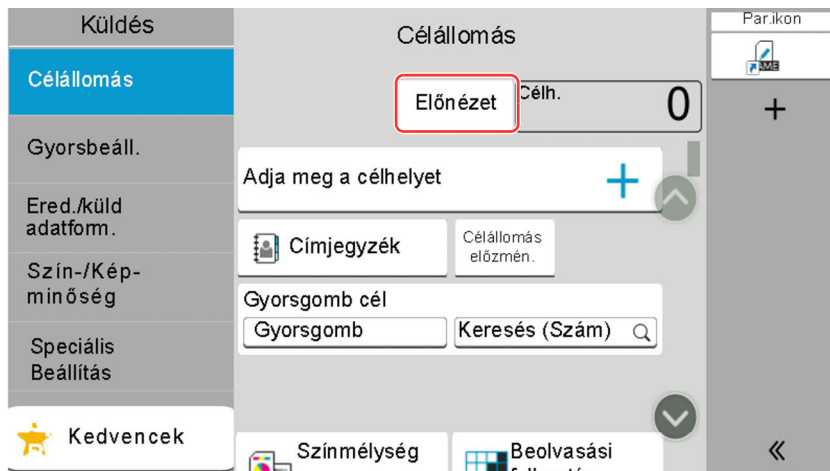 Küldés
Célállomás
Gyorsbeáll.
Ered./küld
adatform.
Szín-/Kép-
minőség
Speciális
Beállítás
Kedvencek
Célállomás
Előnézet
Célh.
0
Adja meg a célhelyet
Címjegyzék
Célállomás
előzmén.
Gyorsgomb cél
Gyorsgomb
Keresés (Szám)
Színmélység
Beolvasási
Par.ikon